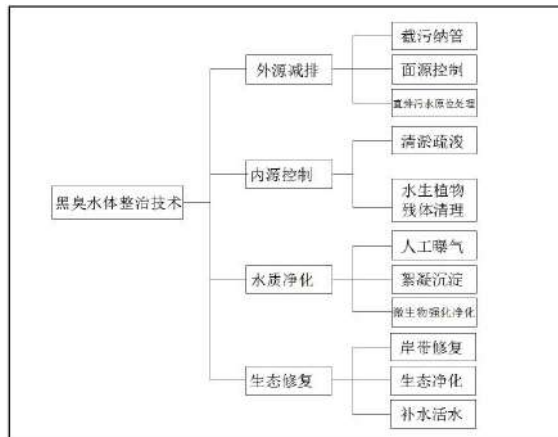 截污纳管
外源减排
面源控制
直排污水原位处理
清淤疏浚
内源控制
黑臭水体整治技术
水生植物
残体清理
人工曝气
水质净化
絮凝沉淀
微生物强化净化
岸带修复
生态修复
生态净化
补水活水